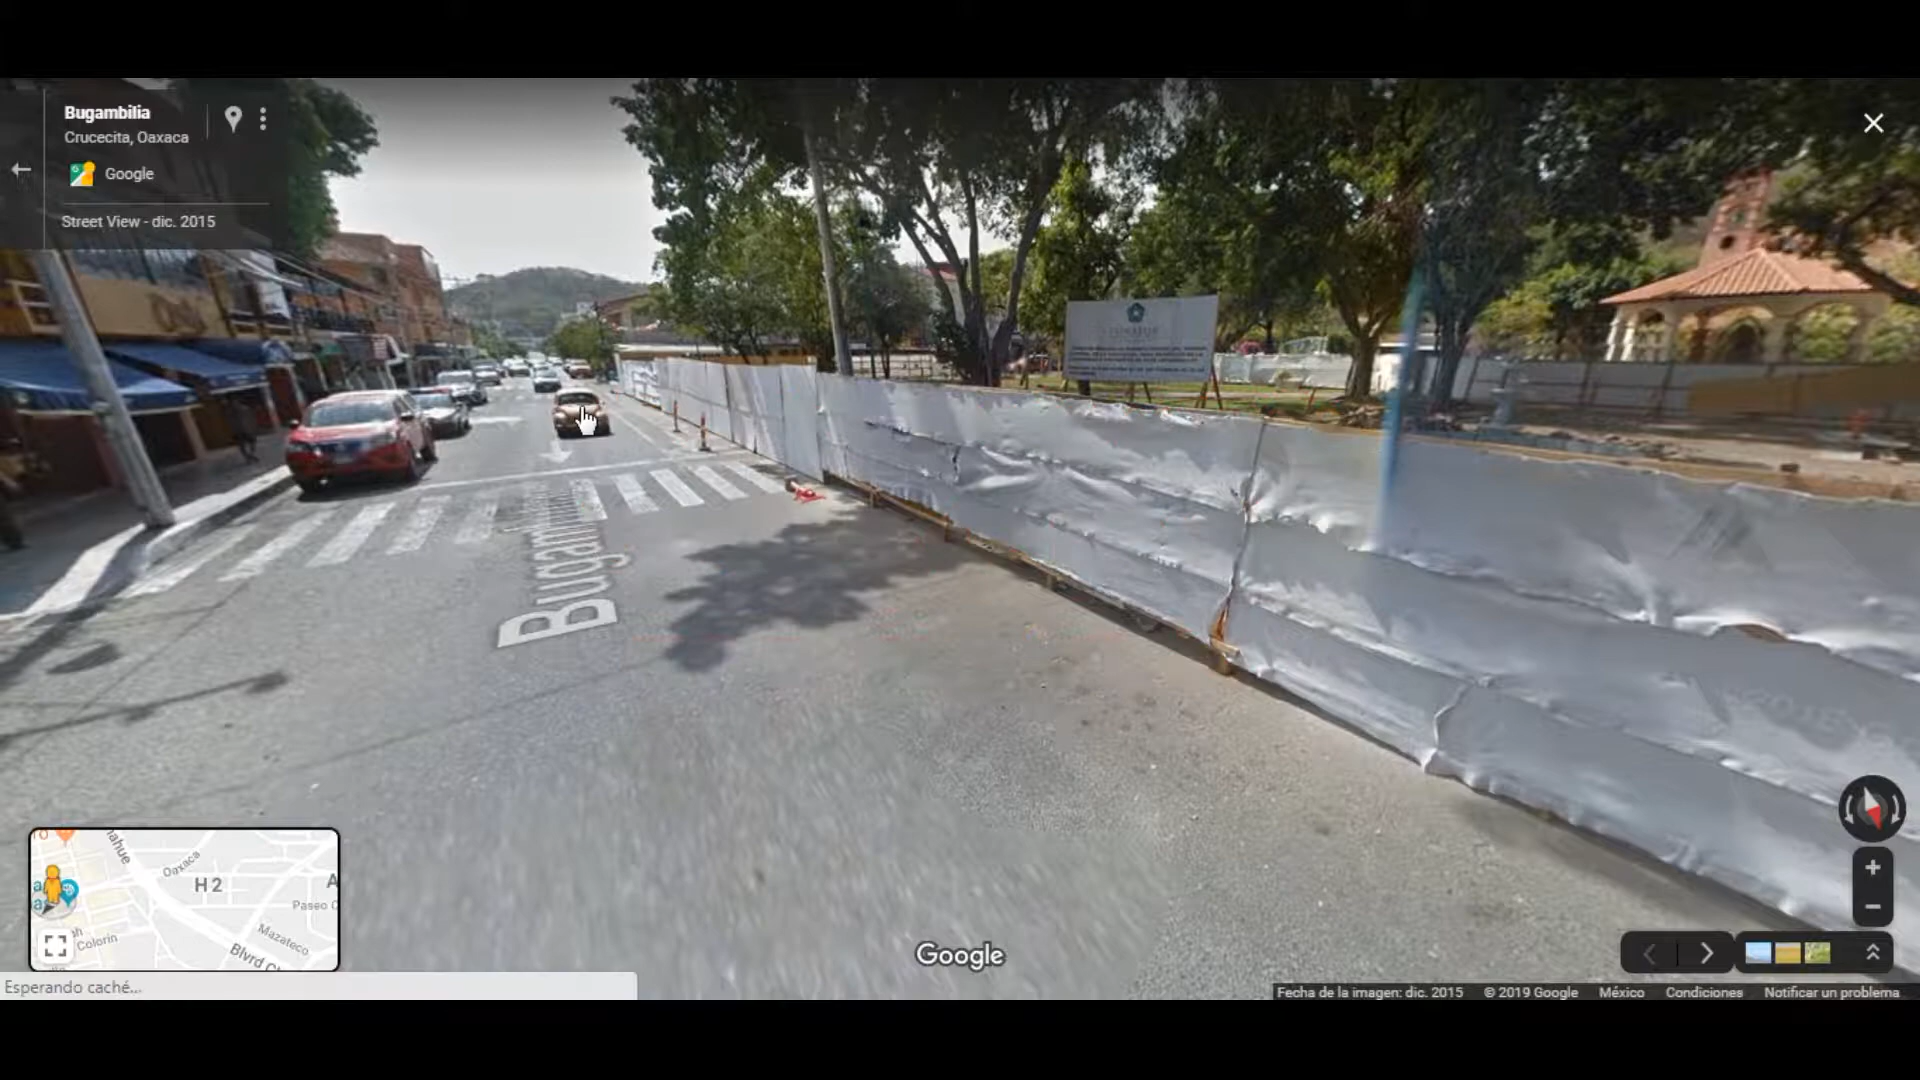 Bugambilia
Crucecita, Oaxaca
Google
Street View - dic. 2015
Bugambilia
Oaxaca
H 2
A
Paseo
Colorín
Mazateco
Blvrd
Esperando caché...
Google
Fecha de la imagen: dic. 2015 © 2019 Google México Condiciones Notificar un problema